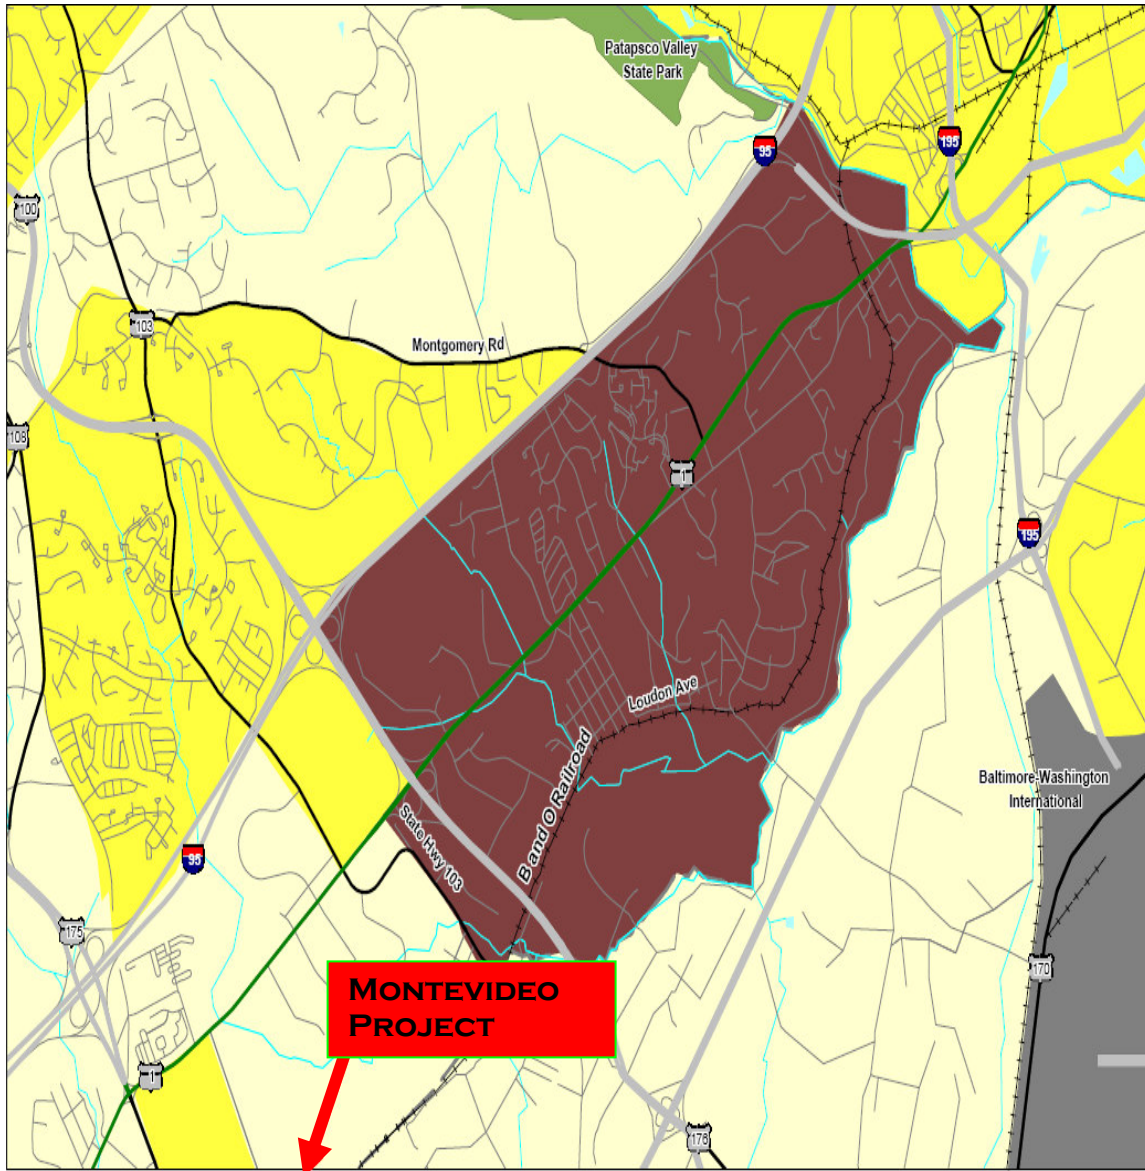 Patapsco Valley
State Park
95
195
100
103
Montgomery Rd
108
1
195
Loudon Ave
B and O Railroad
Baltimore-Washington
International
State Hwy 103
95
175
170
MONTEVIDEO
PROJECT
1
176